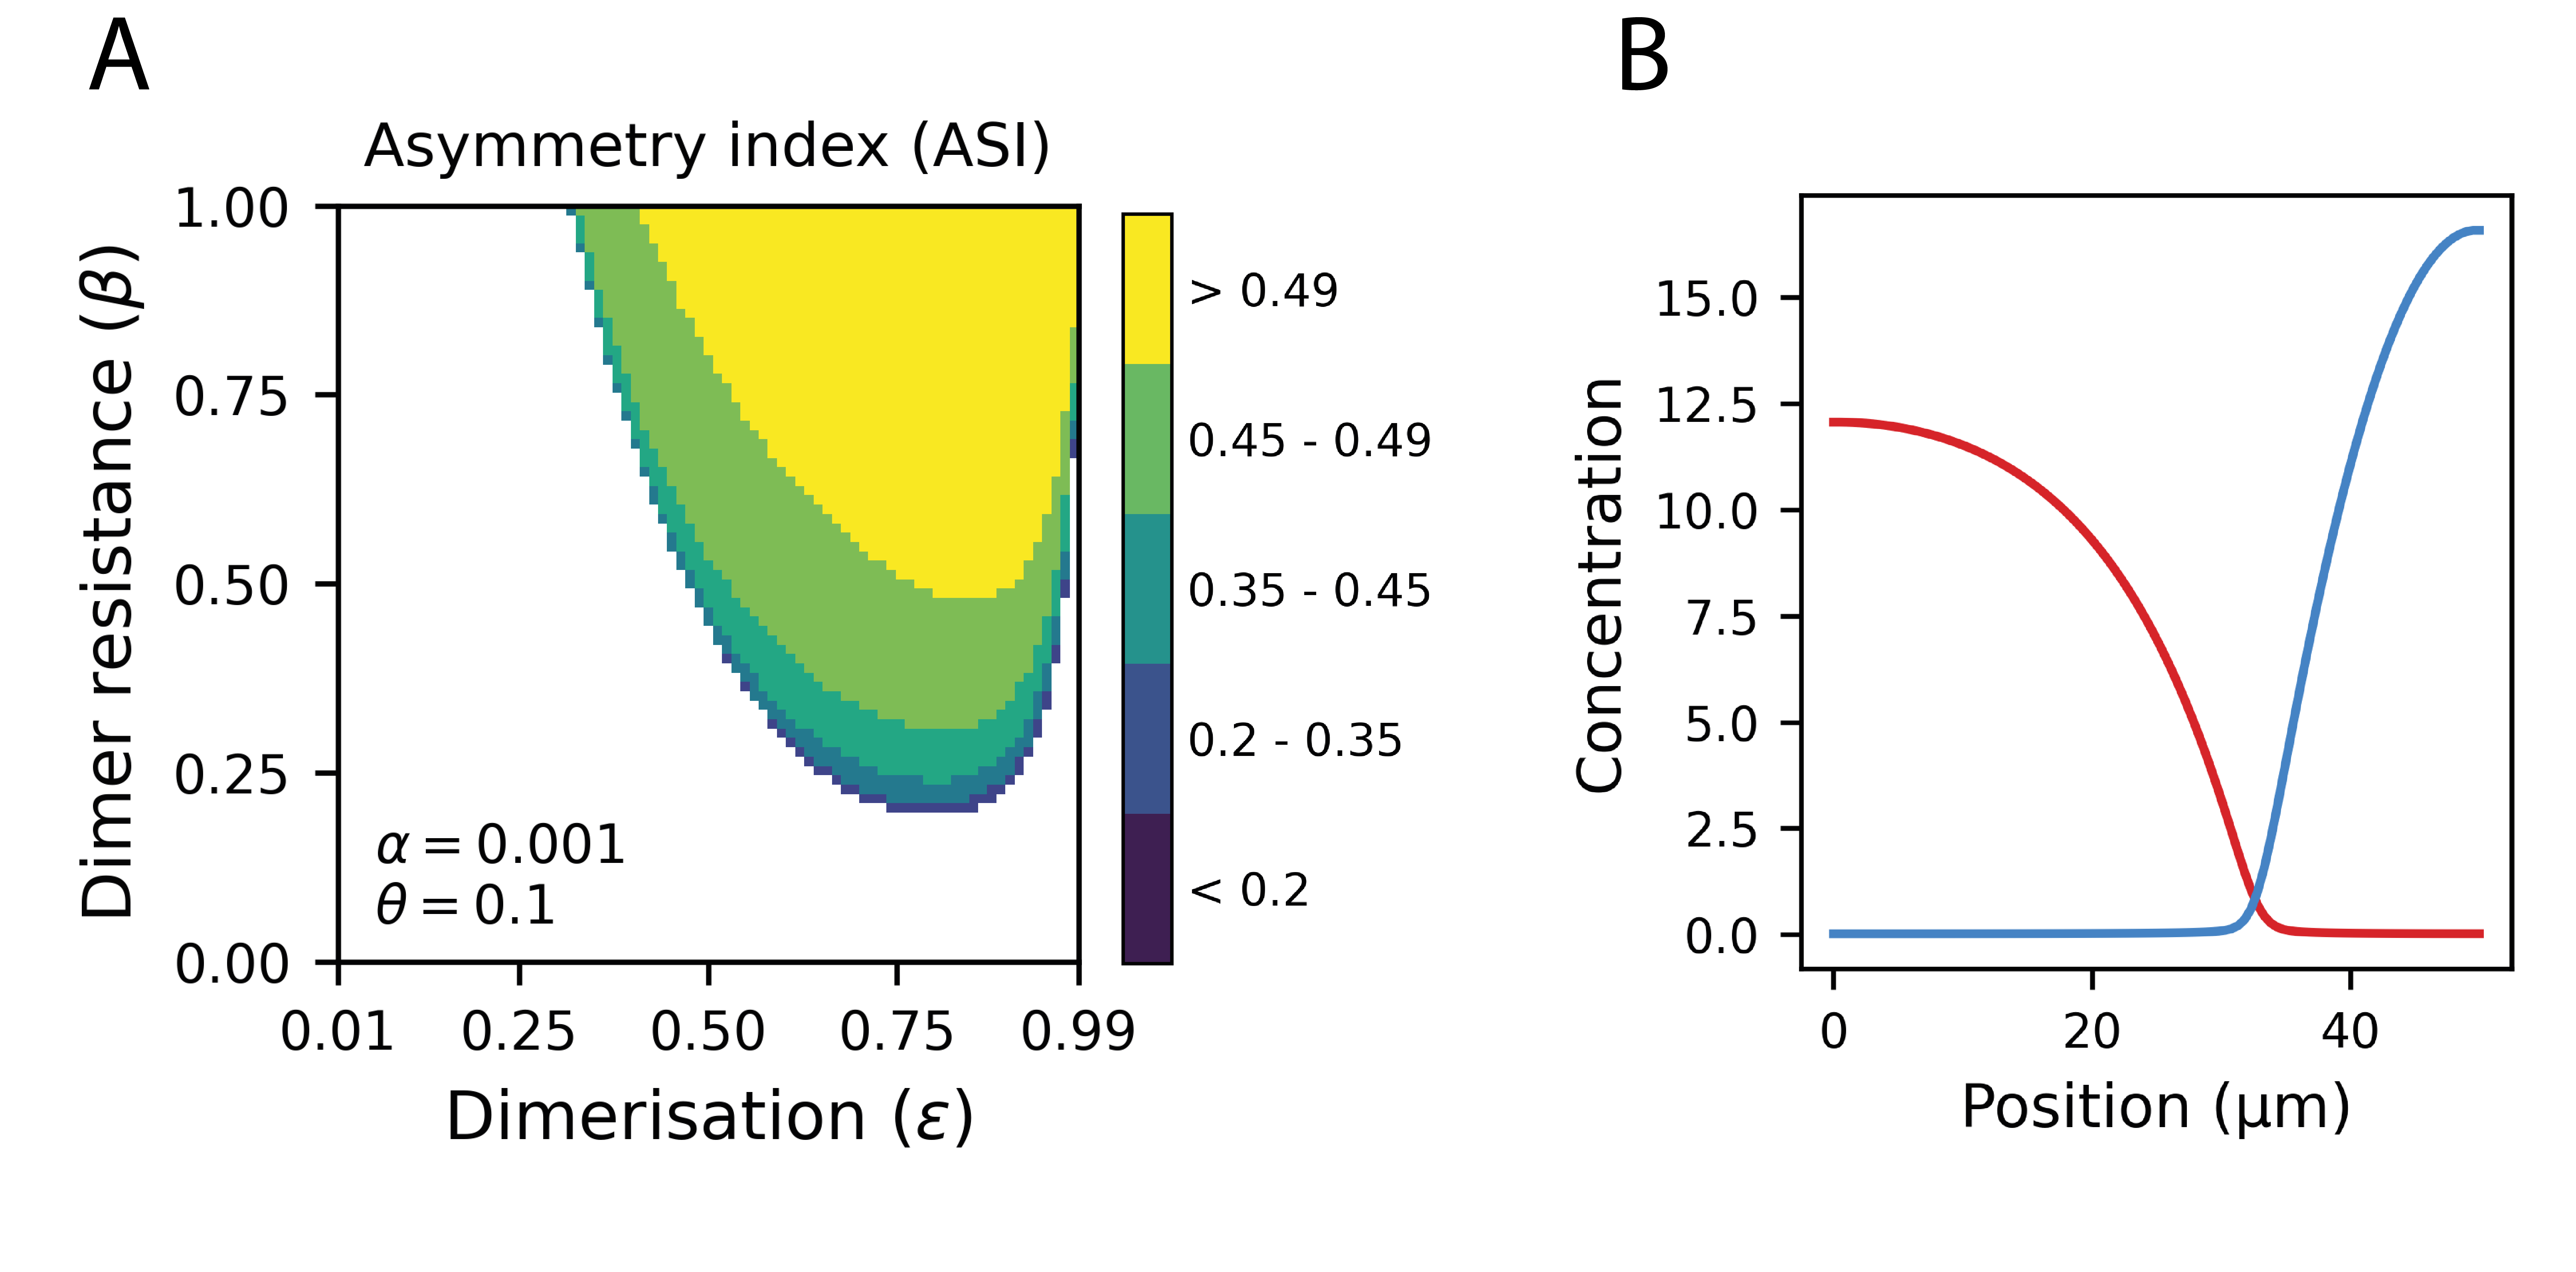 A
Asymmetry index (ASI)
Dimer resistance (β)
1.00
0.75
0.50
0.25
0.00
α = 0.001
θ = 0.1
0.01 0.25 0.50 0.75 0.99
Dimerisation (ε)
> 0.49
0.45 - 0.49
0.35 - 0.45
0.2 - 0.35
< 0.2
B
Concentration
15.0
12.5
10.0
7.5
5.0
2.5
0.0
0 20 40
Position (μm)